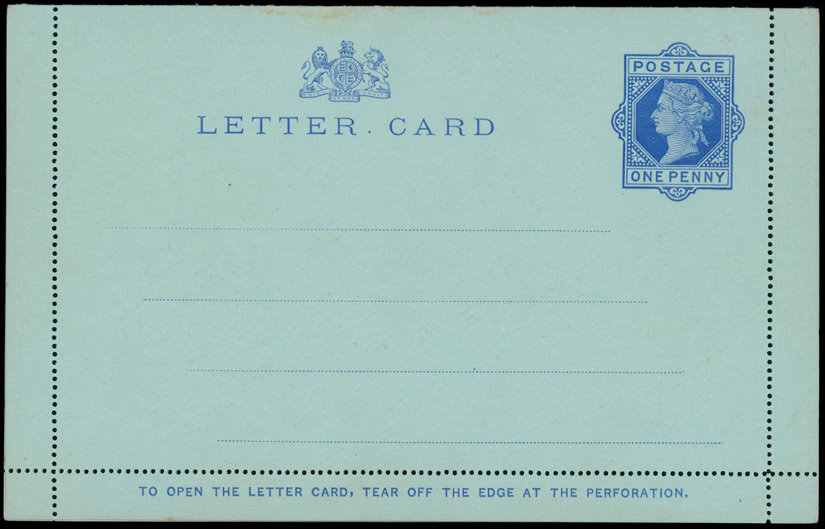 LETTER CARD
POSTAGE
ONE PENNY
TO OPEN THE LETTER CARD, TEAR OFF THE EDGE AT THE PERFORATION.